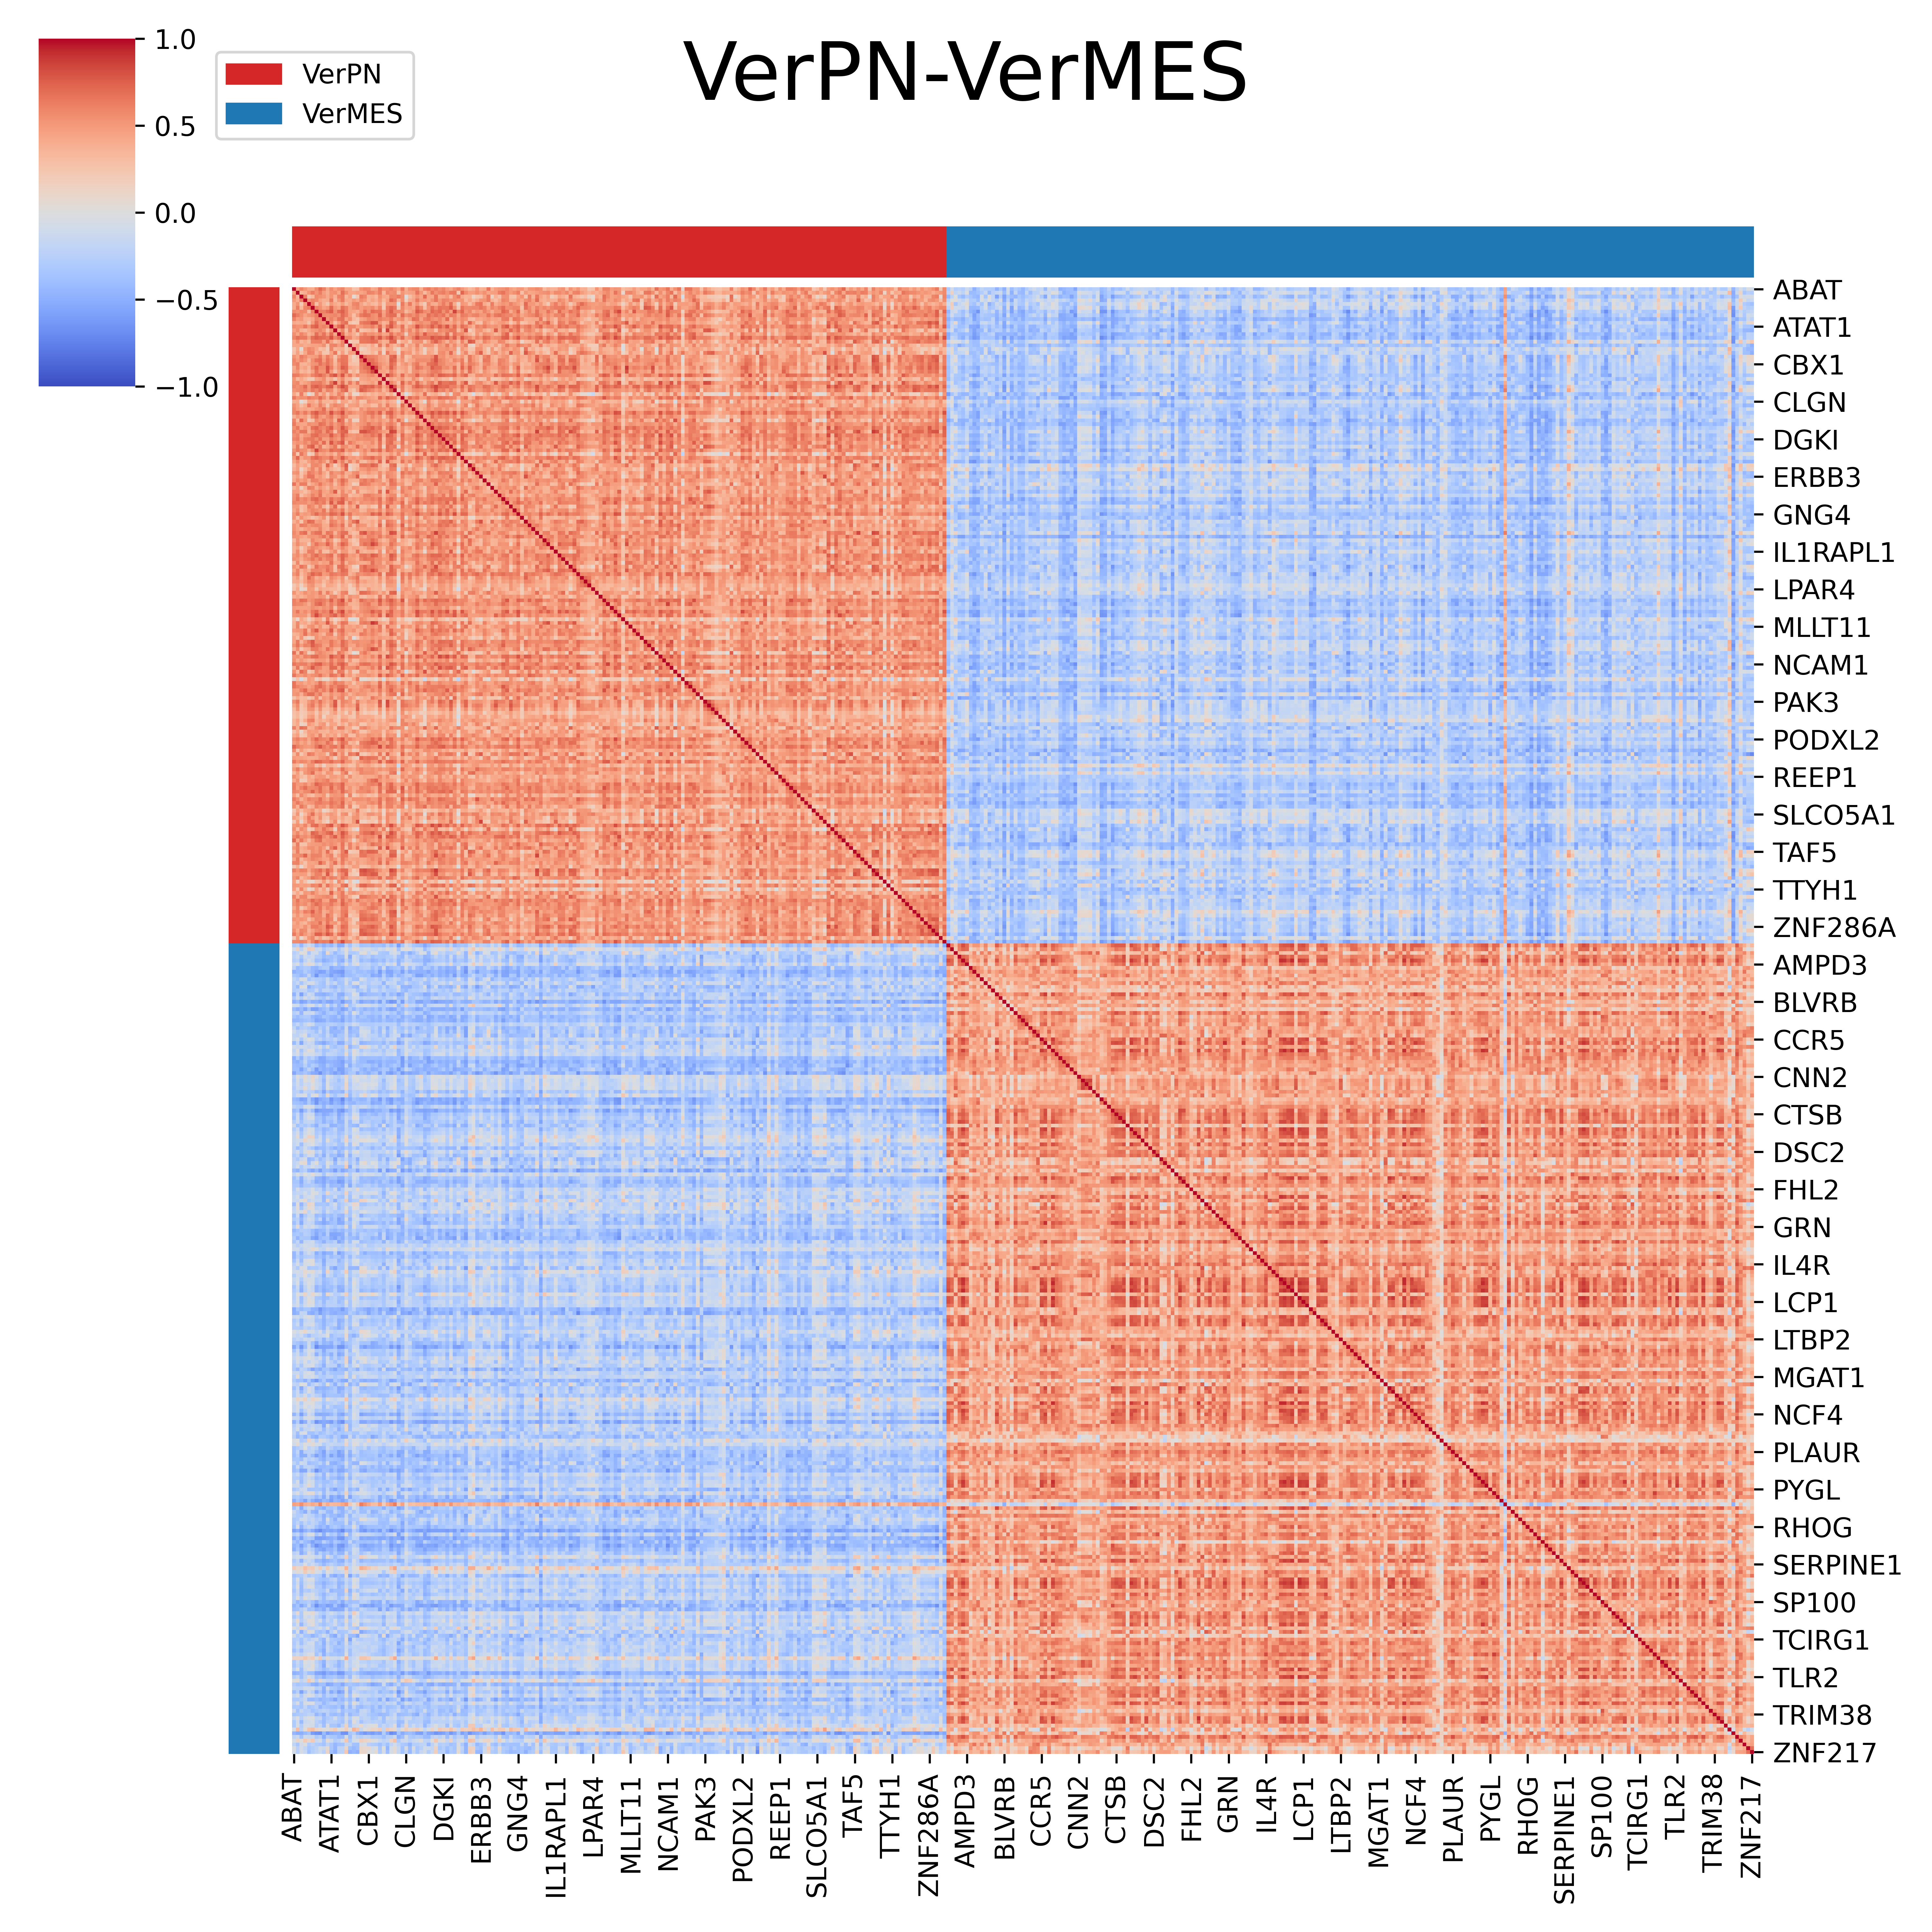 VerPN-VerMES
1.0
0.5
0.0
−0.5
−1.0
VerPN
VerMES
ABAT
ATAT1
CBX1
CLGN
DGKI
ERBB3
GNG4
IL1RAPL1
LPAR4
MLLT11
NCAM1
PAK3
PODXL2
REEP1
SLCO5A1
TAF5
TTYH1
ZNF286A
AMPD3
BLVRB
CCR5
CNN2
CTSB
DSC2
FHL2
GRN
IL4R
LCP1
LTBP2
MGAT1
NCF4
PLAUR
PYGL
RHOG
SERPINE1
SP100
TCIRG1
TLR2
TRIM38
ZNF217
ABAT
ATAT1
CBX1
CLGN
DGKI
ERBB3
GNG4
IL1RAPL1
LPAR4
MLLT11
NCAM1
PAK3
PODXL2
REEP1
SLCO5A1
TAF5
TTYH1
ZNF286A
AMPD3
BLVRB
CCR5
CNN2
CTSB
DSC2
FHL2
GRN
IL4R
LCP1
LTBP2
MGAT1
NCF4
PLAUR
PYGL
RHOG
SERPINE1
SP100
TCIRG1
TLR2
TRIM38
ZNF217